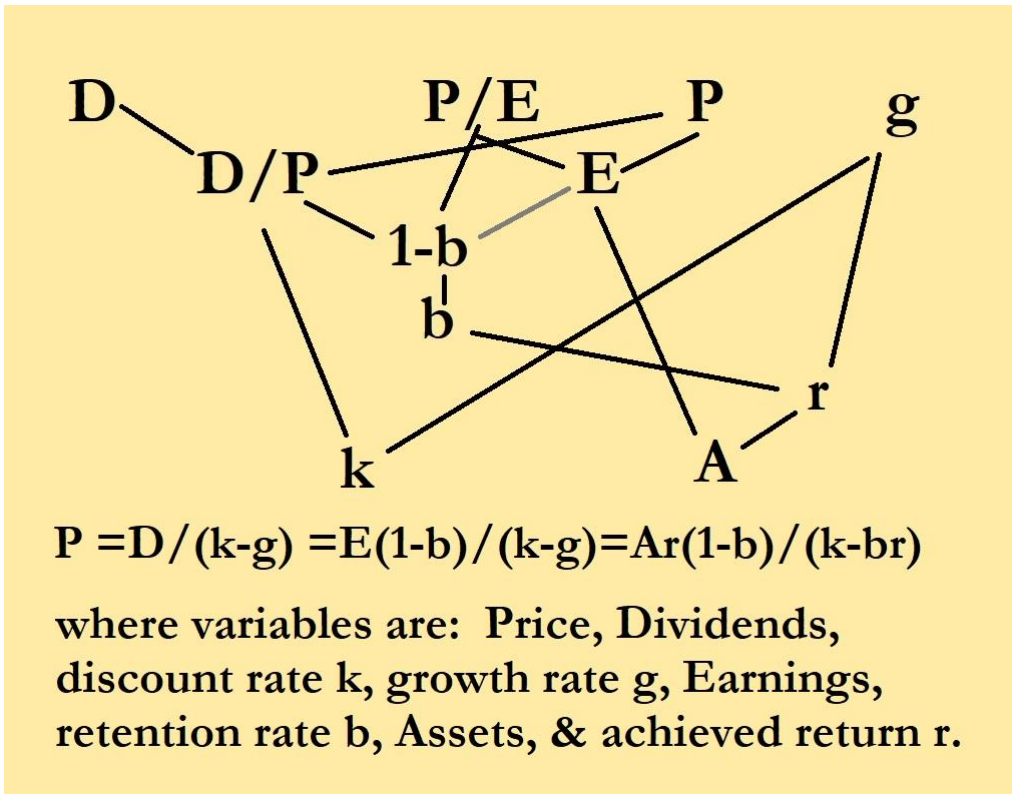 D P/E P g
D/P E
1-b
b
r
k A
P =D/(k-g) =E(1-b)/(k-g)=Ar(1-b)/(k-br)
where variables are:  Price, Dividends,
discount rate k, growth rate g, Earnings,
retention rate b, Assets, & achieved return r.